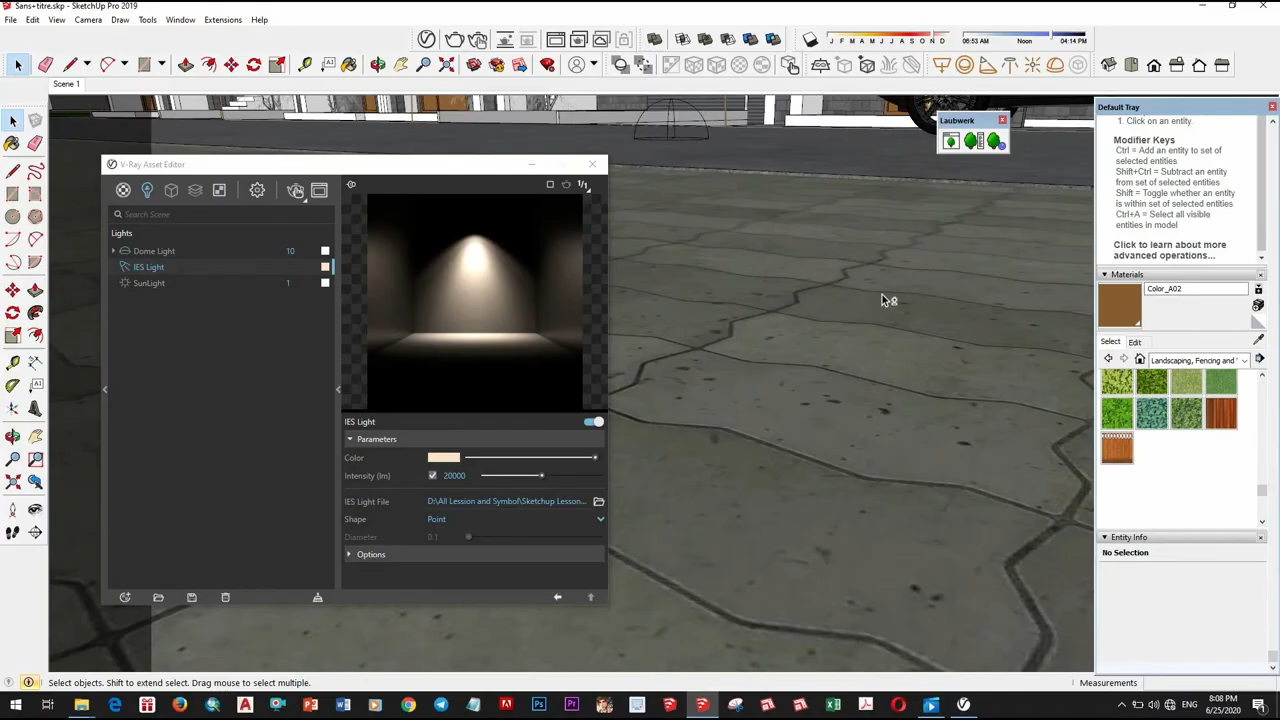 Sans+titre.skp - SketchUp Pro 2019
File Edit View Camera Draw Tools Window Extensions Help
J F M A M J J A S O N D
06:53 AM Noon 04:14 PM
Scene 1
Default Tray
1. Click on an entity.
Modifier Keys
Ctrl = Add an entity to set of
selected entities
Shift+Ctrl = Subtract an entity
from set of selected entities
Shift = Toggle whether an entity
is within set of selected entities
Ctrl+A = Select all visible
entities in model
Click to learn about more
advanced operations...
Laubwerk
V-Ray Asset Editor
Search Scene
1/1
Lights
Dome Light 10
IES Light
SunLight 1
Materials
Color_A02
Select Edit
Landscaping, Fencing and
IES Light
Parameters
Color
Intensity (lm) 20000
IES Light File D:\All Lession and Symbol\Sketchup Lesson...
Shape Point
Diameter 0.1
Options
Entity Info
No Selection
Select objects. Shift to extend select. Drag mouse to select multiple.
Measurements
ENG
8:08 PM
6/25/2020